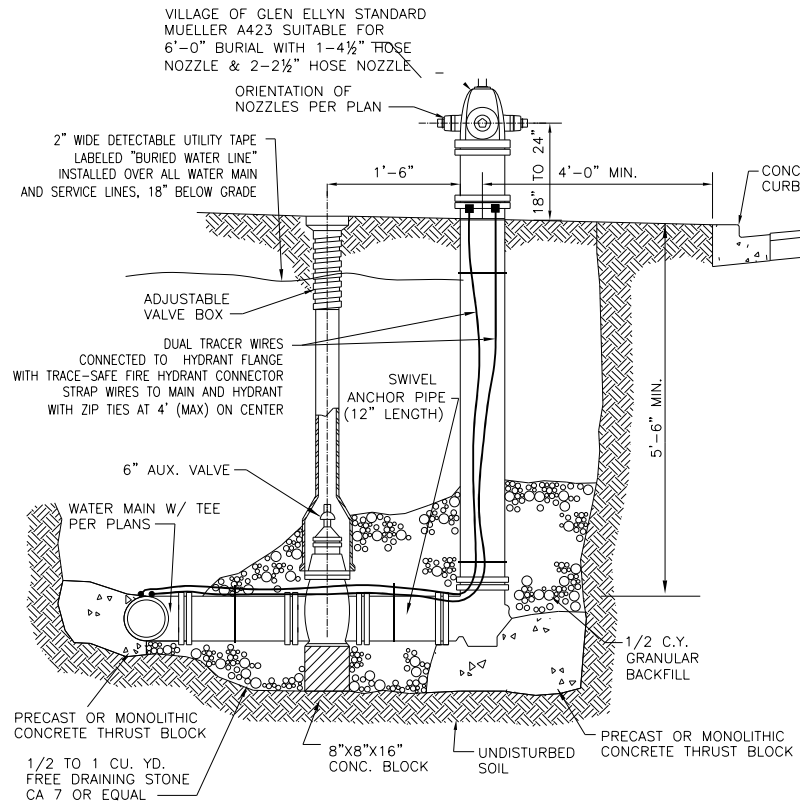 VILLAGE OF GLEN ELLYN STANDARD
MUELLER A423 SUITABLE FOR
6'-0" BURIAL WITH 1-4½" HOSE
NOZZLE & 2-2½" HOSE NOZZLE
ORIENTATION OF
NOZZLES PER PLAN
2" WIDE DETECTABLE UTILITY TAPE
LABELED "BURIED WATER LINE"
INSTALLED OVER ALL WATER MAIN
AND SERVICE LINES, 18" BELOW GRADE
1'-6"
18" TO 24"
4'-0" MIN.
CONC
CURB
ADJUSTABLE
VALVE BOX
DUAL TRACER WIRES
CONNECTED TO HYDRANT FLANGE
WITH TRACE-SAFE FIRE HYDRANT CONNECTOR
STRAP WIRES TO MAIN AND HYDRANT
WITH ZIP TIES AT 4' (MAX) ON CENTER
SWIVEL
ANCHOR PIPE
(12" LENGTH)
5'-6" MIN.
6" AUX. VALVE
WATER MAIN W/ TEE
PER PLANS
1/2 C.Y.
GRANULAR
BACKFILL
PRECAST OR MONOLITHIC
CONCRETE THRUST BLOCK
1/2 TO 1 CU. YD.
FREE DRAINING STONE
CA 7 OR EQUAL
8"X8"X16"
CONC. BLOCK
UNDISTURBED
SOIL
PRECAST OR MONOLITHIC
CONCRETE THRUST BLOCK